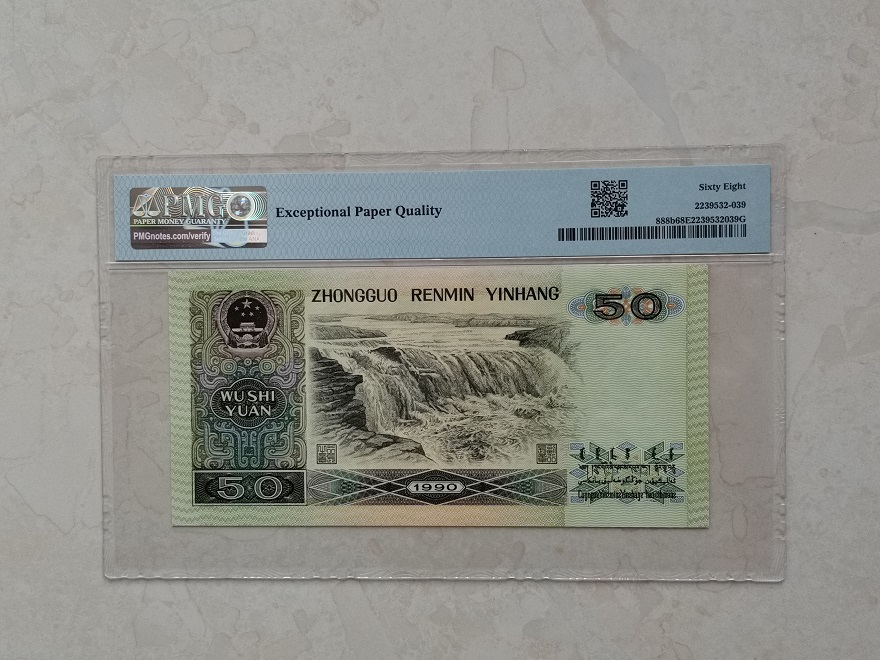 PMG
PAPER MONEY GUARANTY
PMGnotes.com/verify
Exceptional Paper Quality
Sixty Eight
2239532-039
888b68E2239532039G
ZHONGGUO RENMIN YINHANG
50
WU SHI
YUAN
50
1990